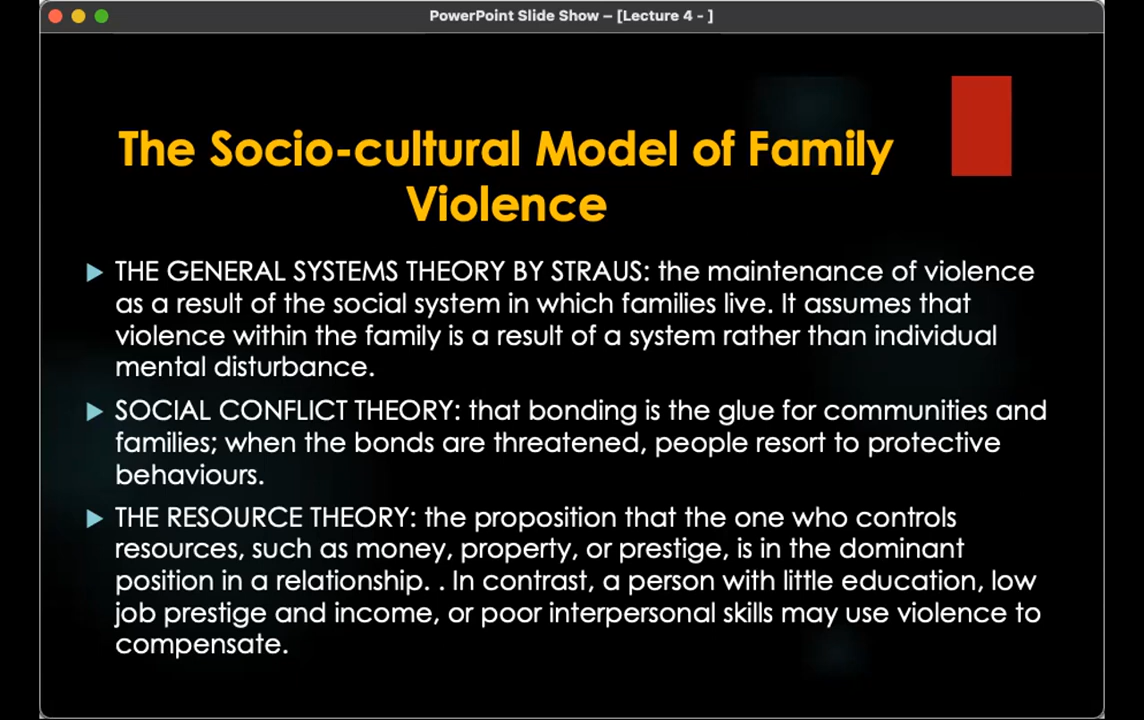 PowerPoint Slide Show – [Lecture 4 - ]
The Socio-cultural Model of Family
Violence
THE GENERAL SYSTEMS THEORY BY STRAUS: the maintenance of violence
as a result of the social system in which families live. It assumes that
violence within the family is a result of a system rather than individual
mental disturbance.
SOCIAL CONFLICT THEORY: that bonding is the glue for communities and
families; when the bonds are threatened, people resort to protective
behaviours.
THE RESOURCE THEORY: the proposition that the one who controls
resources, such as money, property, or prestige, is in the dominant
position in a relationship. . In contrast, a person with little education, low
job prestige and income, or poor interpersonal skills may use violence to
compensate.